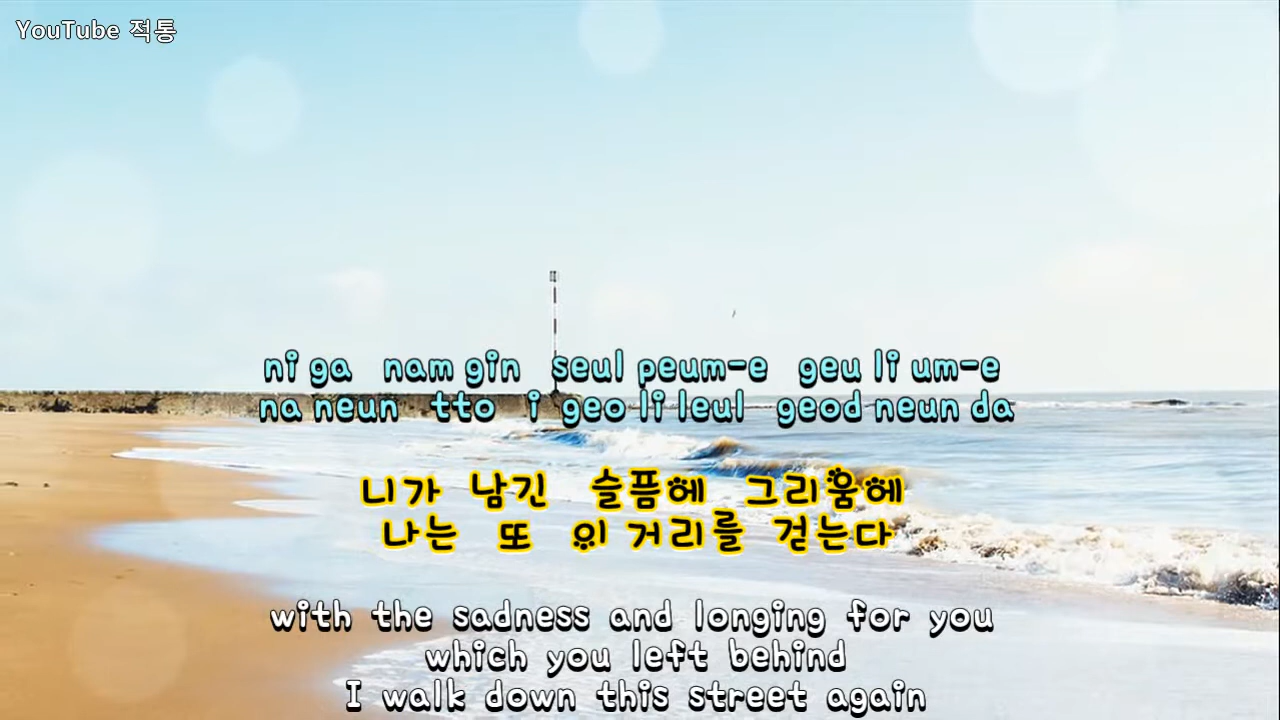 YouTube 적통
ni ga nam gin seul peum-e geu li um-e
na neun tto i geo li leul geod neun da
니가 남긴 슬픔헤 그리움헤
나는 또 이 거리를 걷는다
with the sadness and longing for you
which you left behind
I walk down this street again